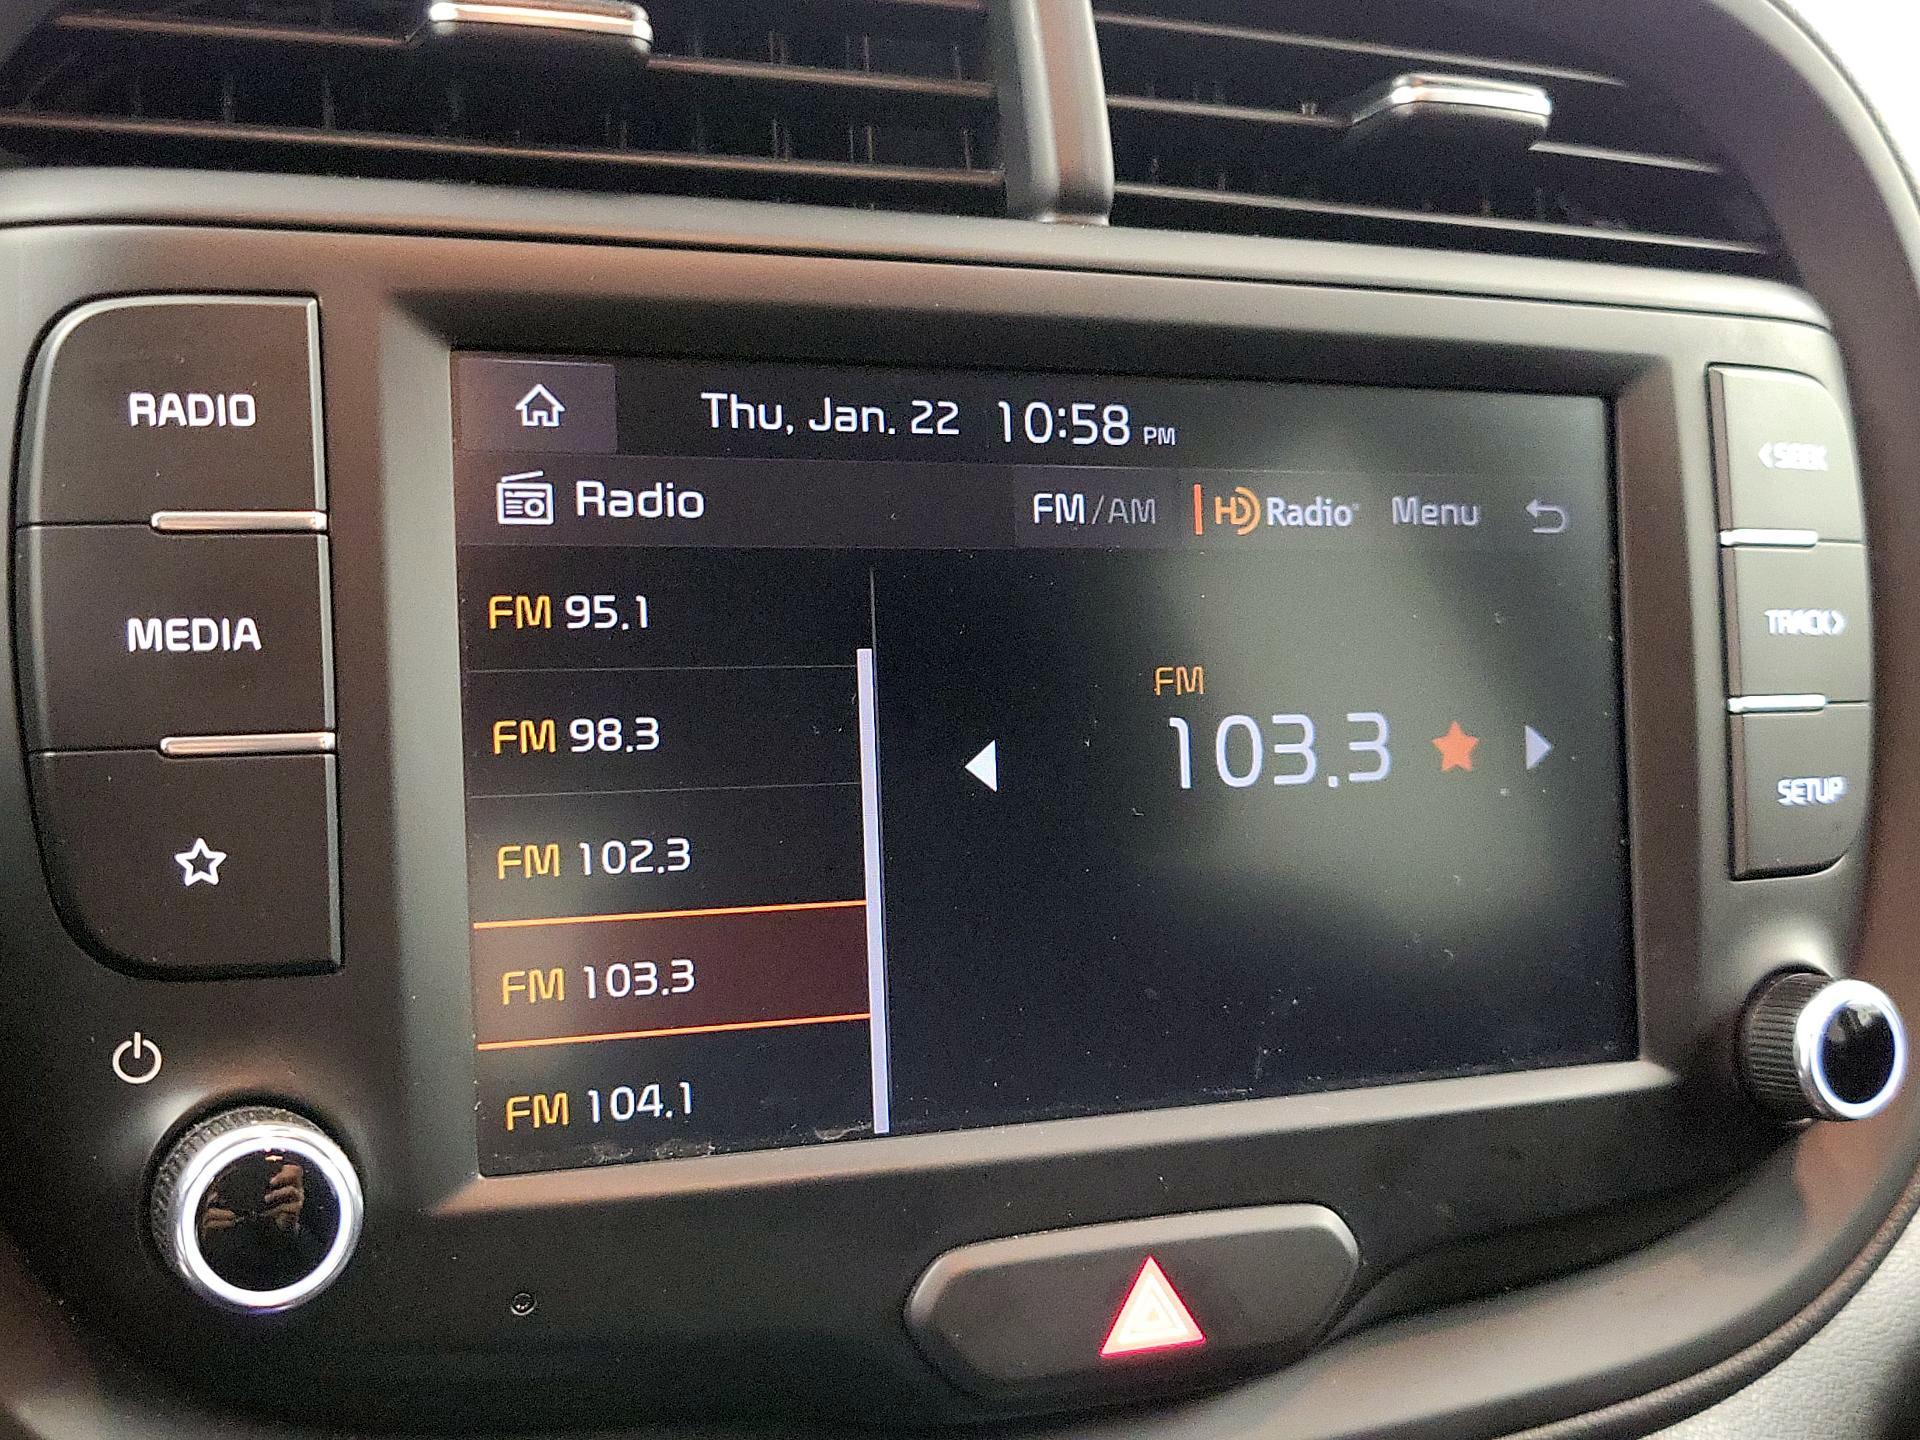 Thu, Jan. 22 10:58 PM
RADIO
<SEEK
Radio FM/AM HD Radio Menu
FM 95.1
MEDIA
TRACK>
FM
FM 98.3
103.3
SETUP
FM 102.3
FM 103.3
FM 104.1